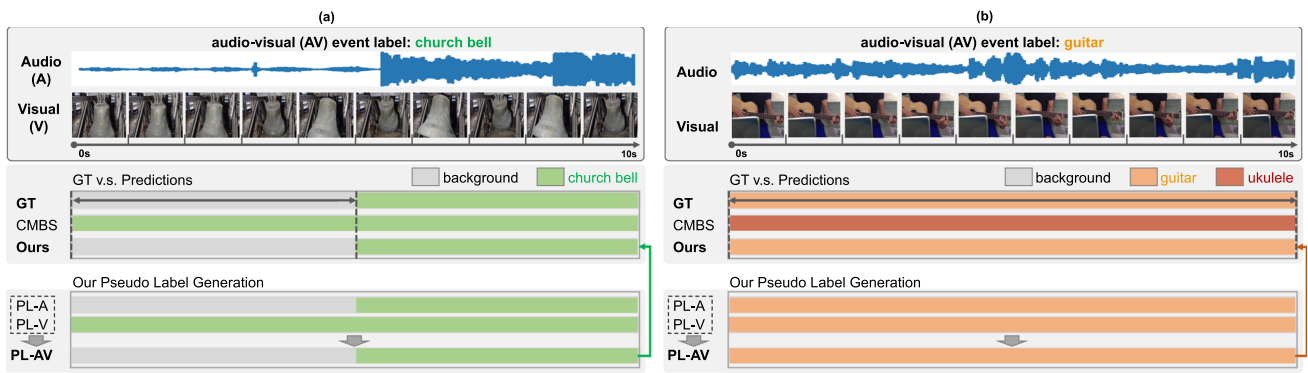 (a)
audio-visual (AV) event label: church bell
Audio
(A)
Visual
(V)
0s
10s
GT v.s. Predictions
background
church bell
GT
CMBS
Ours
Our Pseudo Label Generation
PL-A
PL-V
PL-AV
(b)
audio-visual (AV) event label: guitar
Audio
Visual
0s
10s
GT v.s. Predictions
background
guitar
ukulele
GT
CMBS
Ours
Our Pseudo Label Generation
PL-A
PL-V
PL-AV